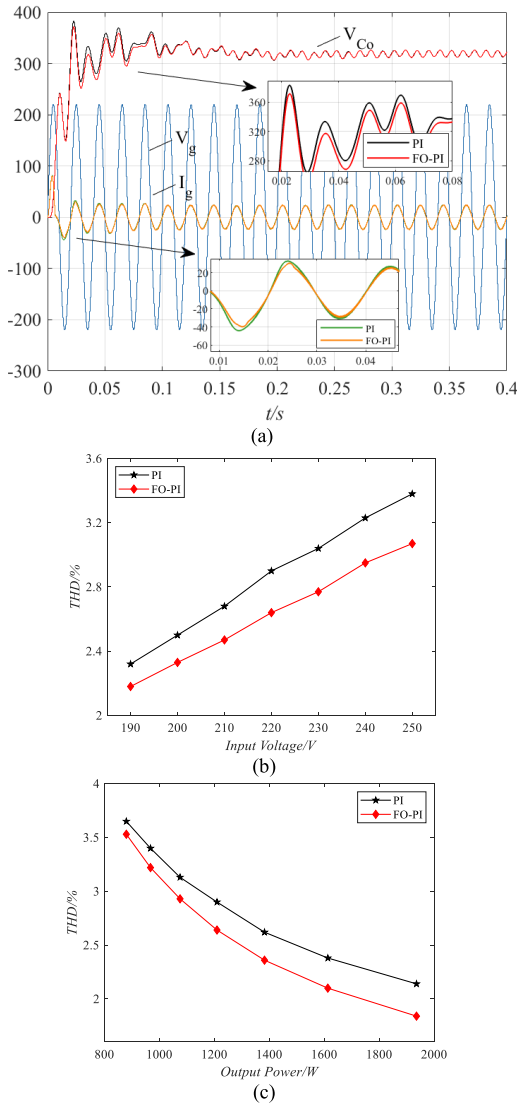 400
300
200
100
0
-100
-200
-300
V_Co
V_g
I_g
360
320
280
0.02 0.04 0.06 0.08
PI
FO-PI
20
0
-20
-40
-60
0.01 0.02 0.03 0.04
PI
FO-PI
0 0.05 0.1 0.15 0.2 0.25 0.3 0.35 0.4
t/s
(a)
3.6
3.2
2.8
2.4
2
THD/%
PI
FO-PI
190 200 210 220 230 240 250
Input Voltage/V
(b)
4
3.5
3
2.5
2
THD/%
PI
FO-PI
800 1000 1200 1400 1600 1800 2000
Output Power/W
(c)